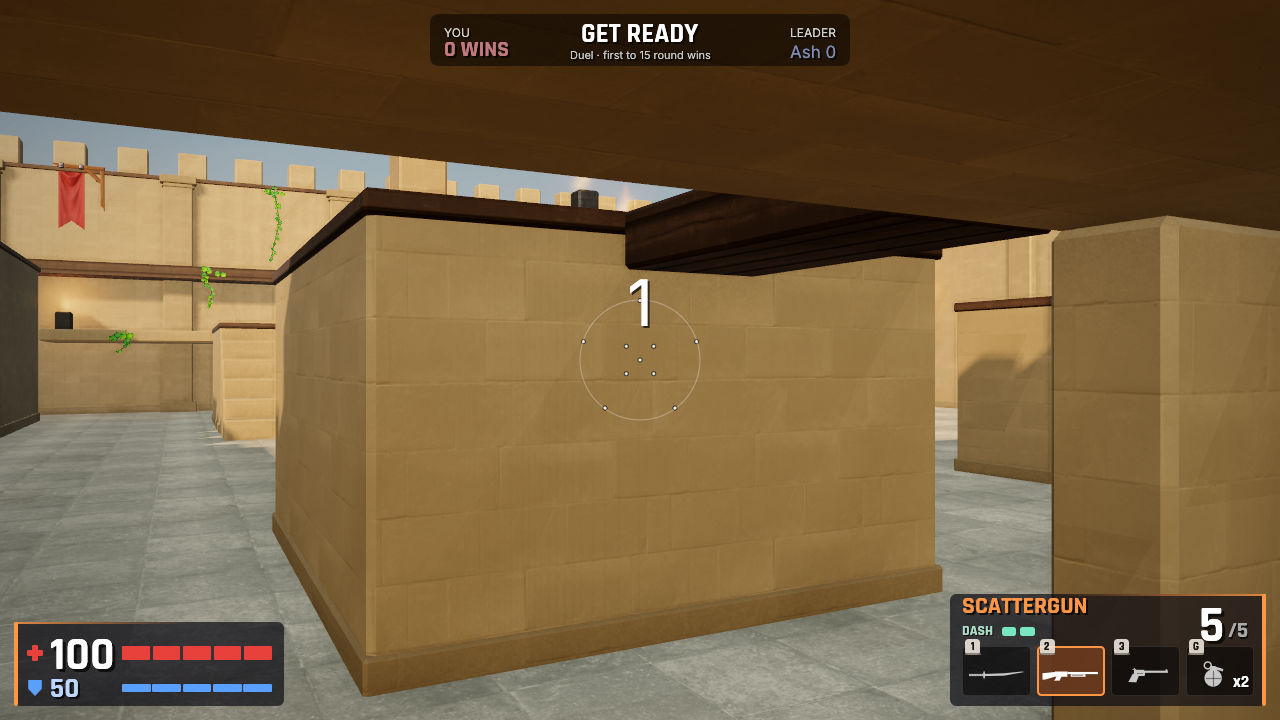 YOU
0 WINS
GET READY
Duel · first to 15 round wins
LEADER
Ash 0
1
100
50
SCATTERGUN
DASH
5/5
1
2
3
G
x2